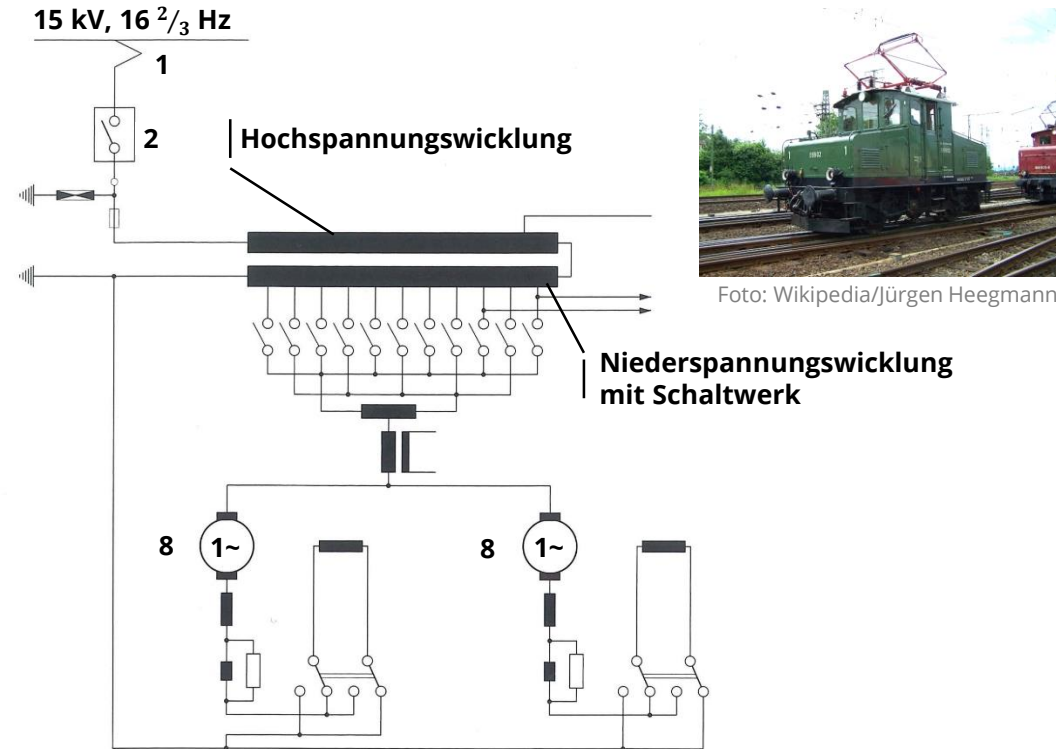 15 kV, 16 2/3 Hz
1
2
Hochspannungswicklung
Foto: Wikipedia/Jürgen Heegmann
Niederspannungswicklung
mit Schaltwerk
8
1~
8
1~